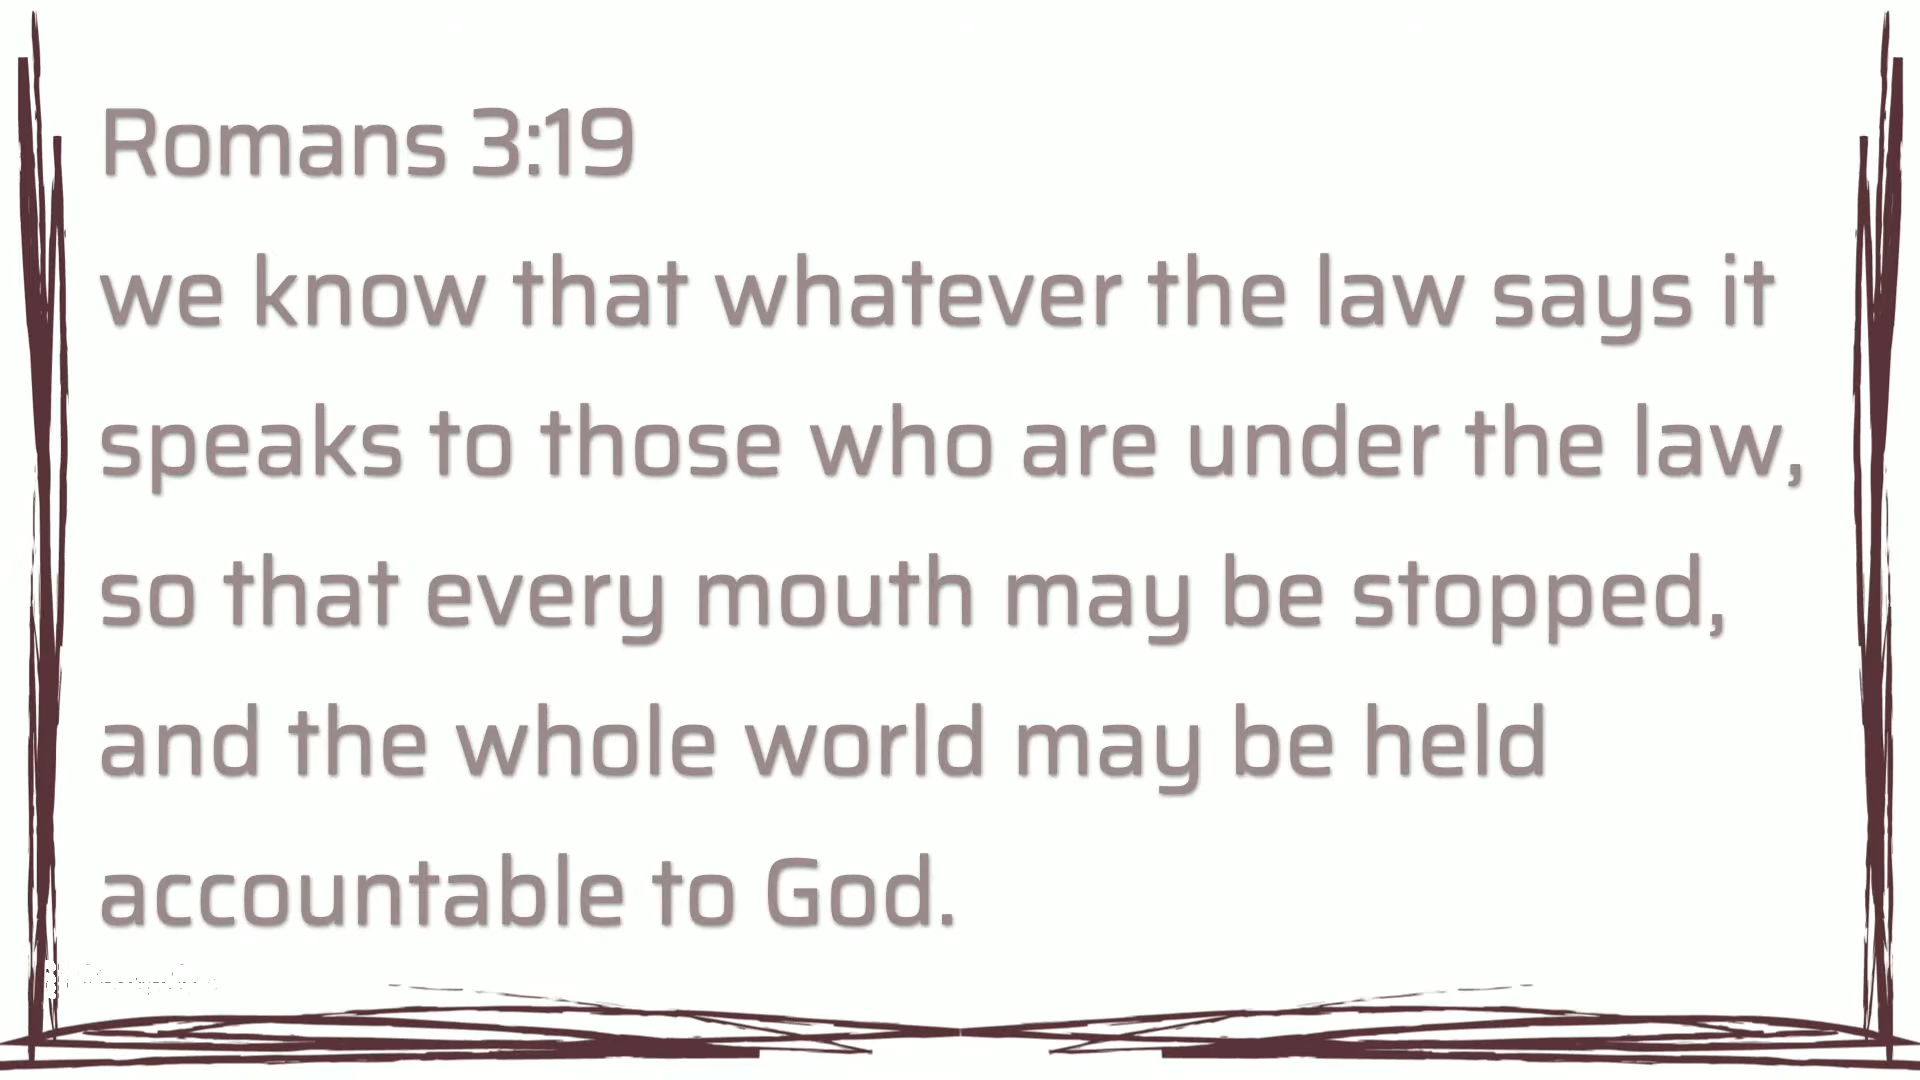 Romans 3:19
we know that whatever the law says it
speaks to those who are under the law,
so that every mouth may be stopped,
and the whole world may be held
accountable to God.